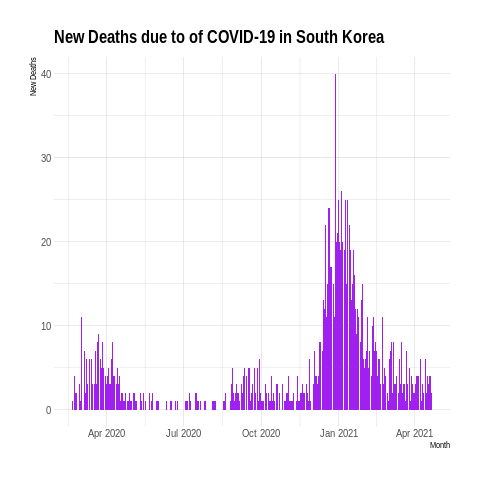 New Deaths due to of COVID-19 in South Korea
New Deaths
40
30
20
10
0
Apr 2020 Jul 2020 Oct 2020 Jan 2021 Apr 2021
Month